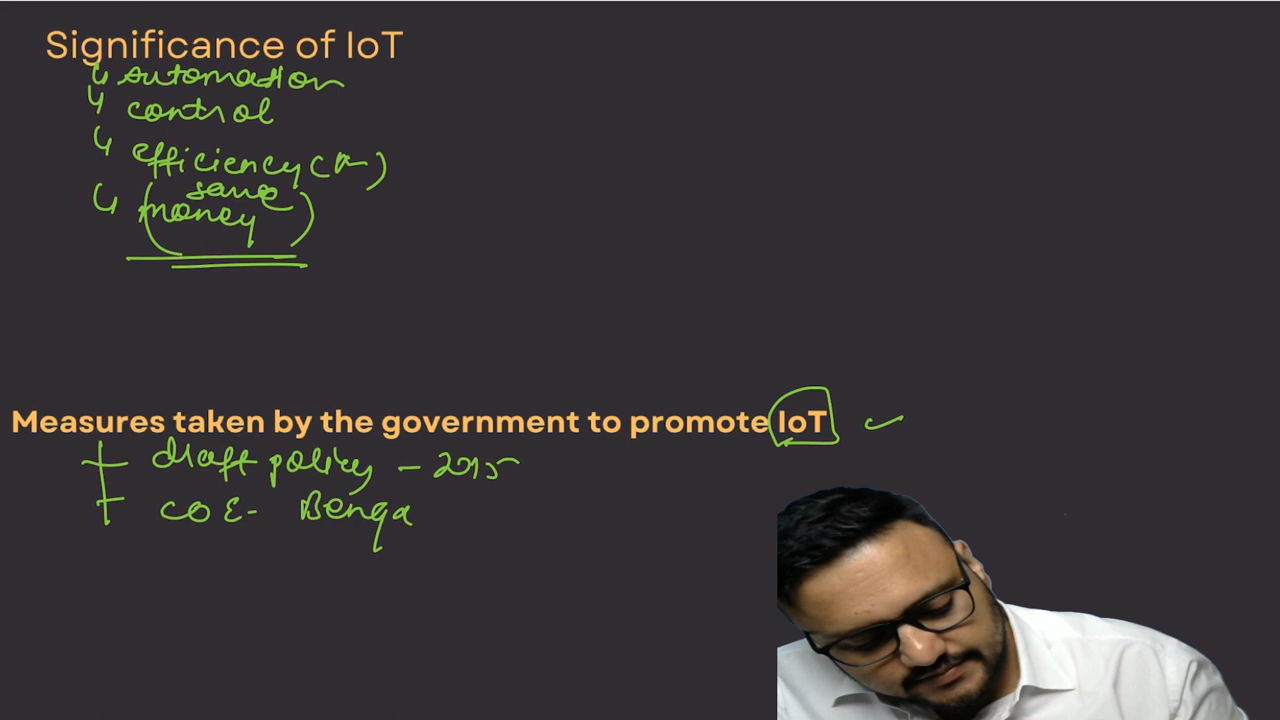 Significance of IoT
automation
control
efficiency
save
money
Measures taken by the government to promote IoT
draft policy - 2015
COE- Benga